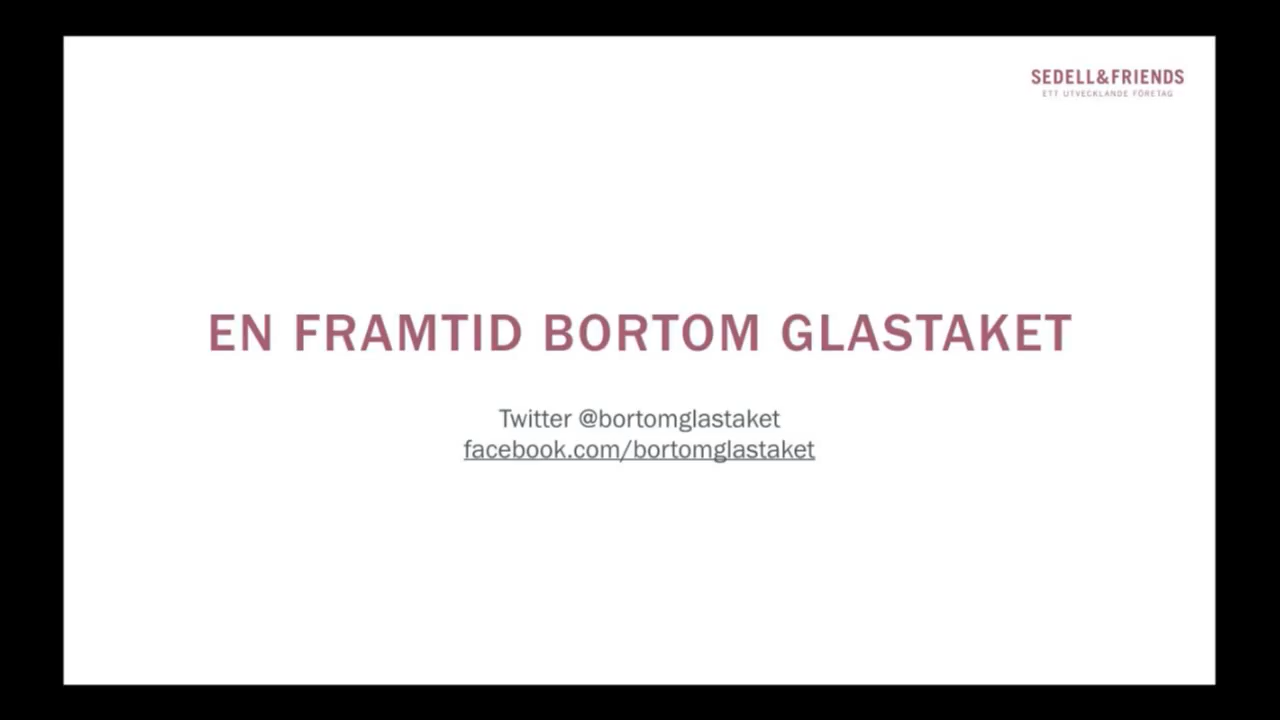 SEDELL&FRIENDS
ETT UTVECKLANDE FÖRETAG
EN FRAMTID BORTOM GLASTAKET
Twitter @bortomglastaket
facebook.com/bortomglastaket